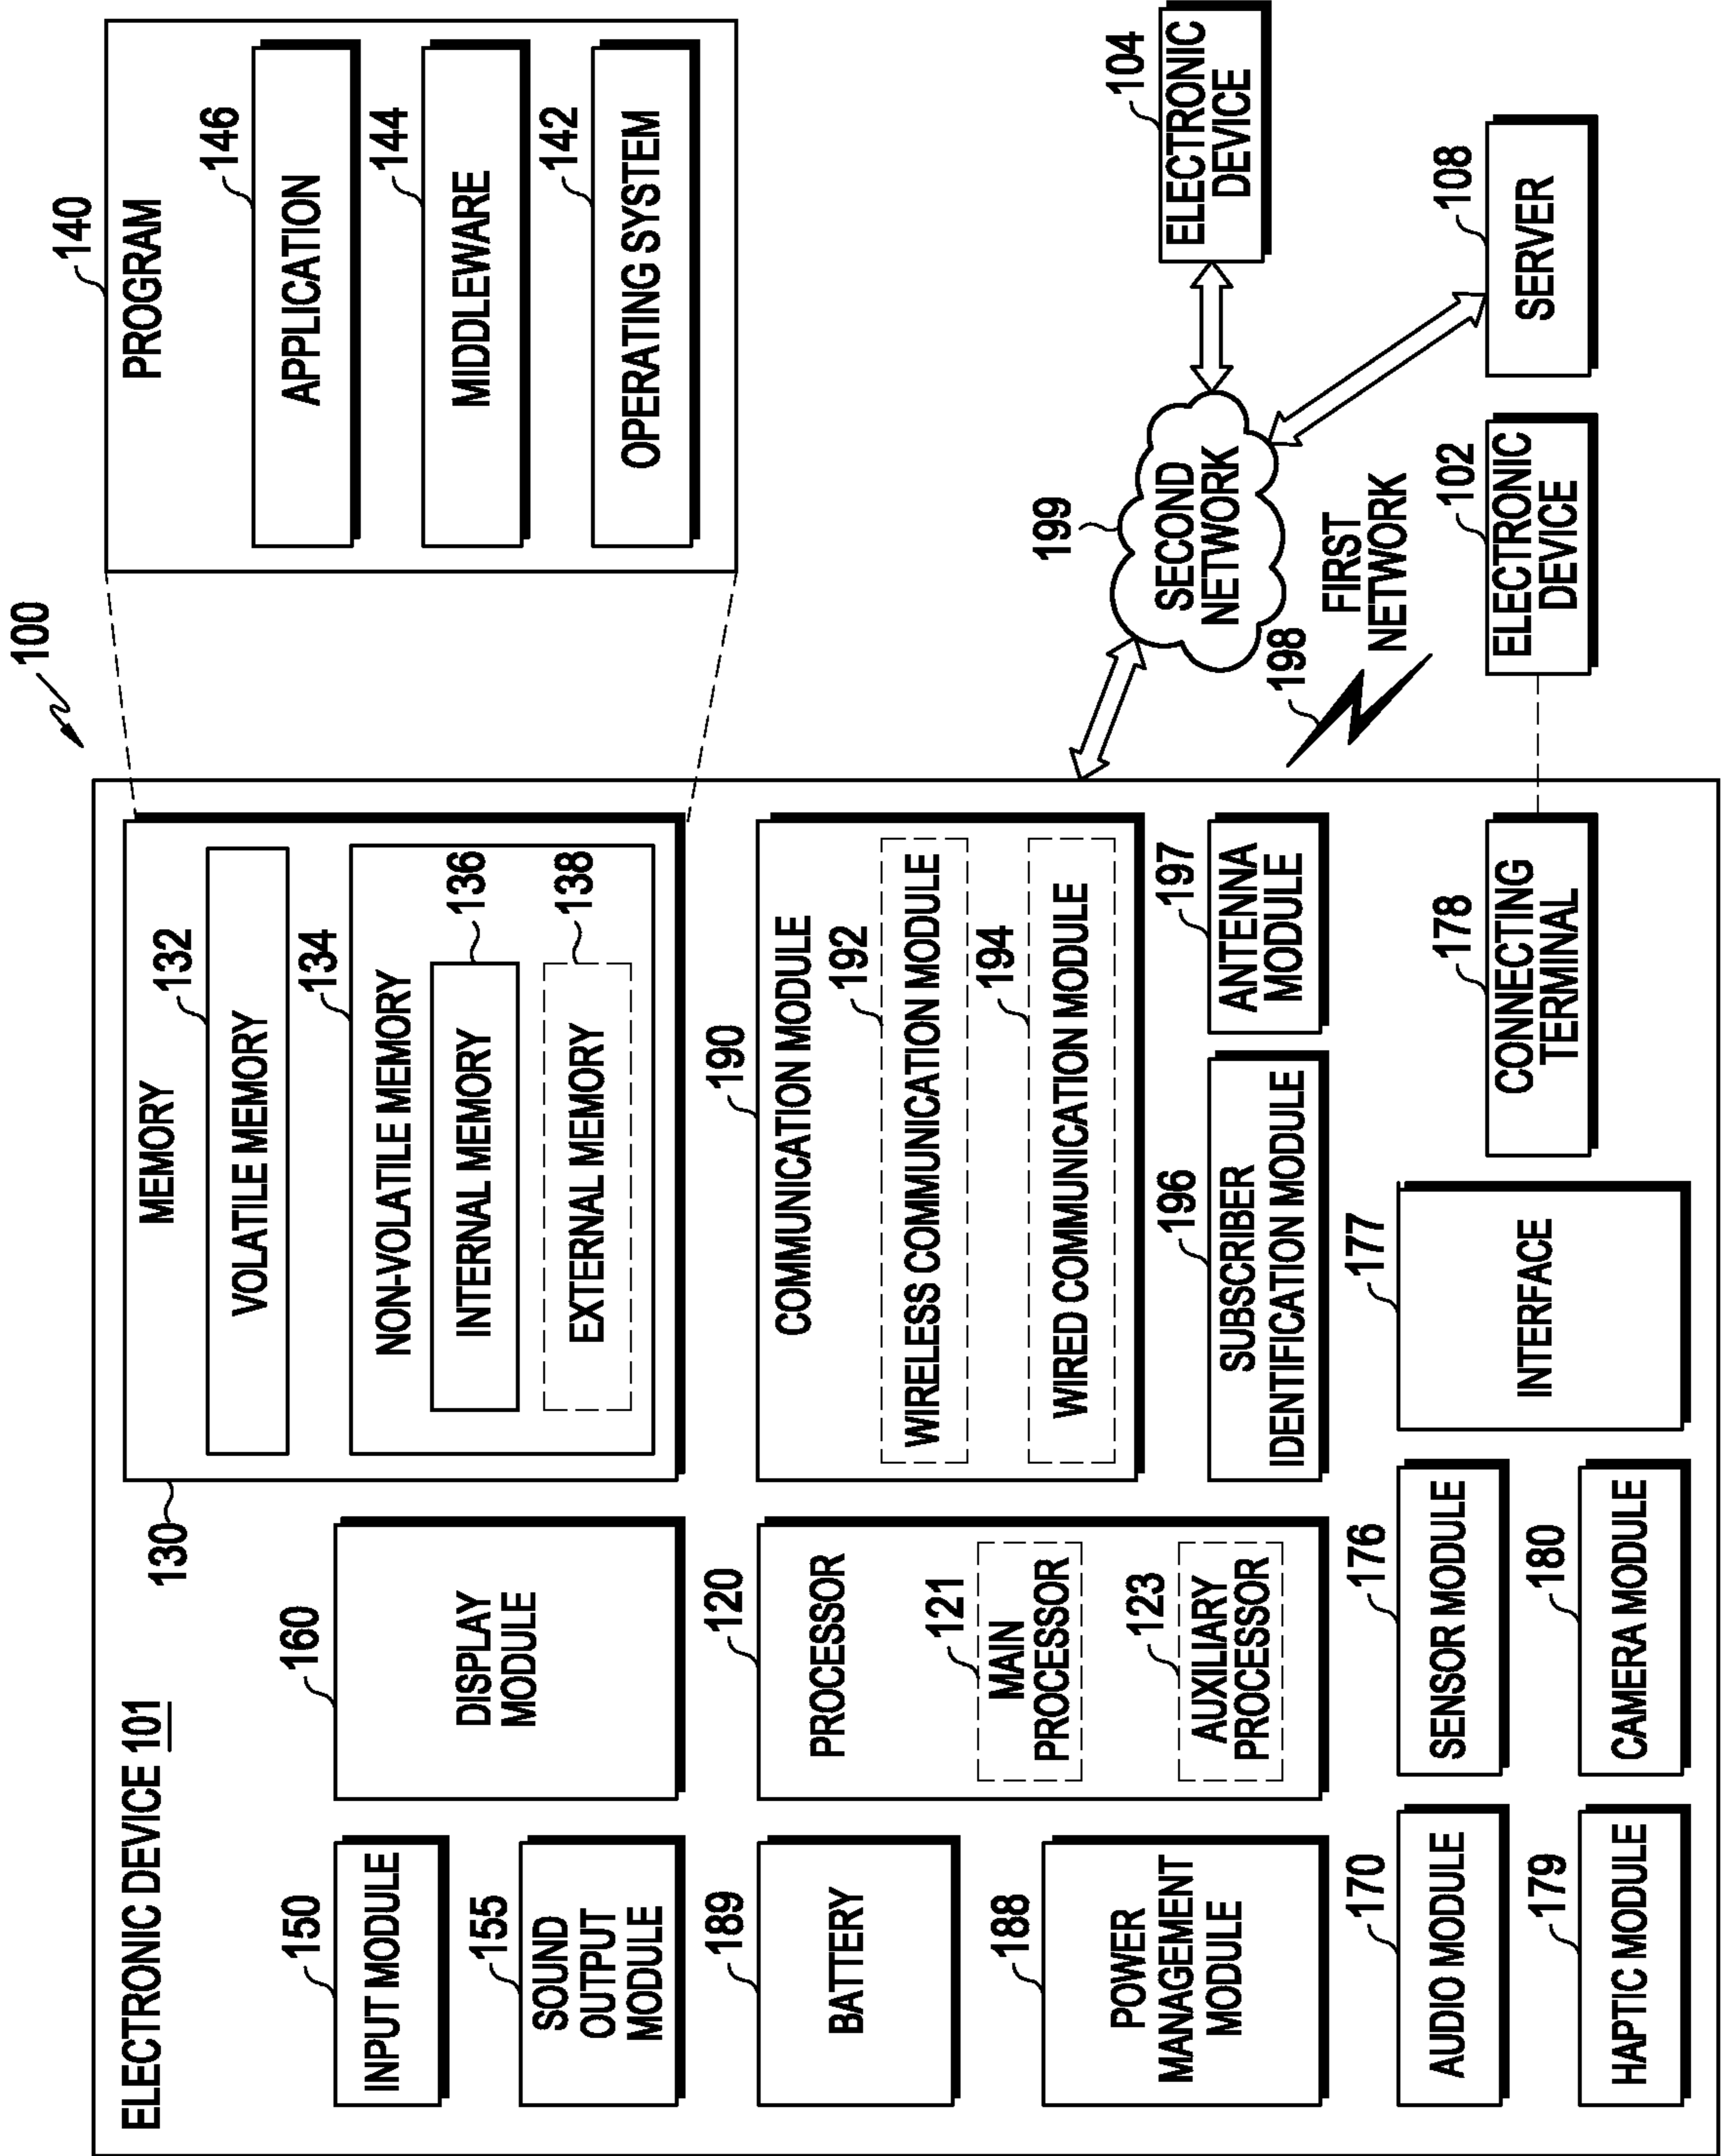 100
ELECTRONIC DEVICE 101
150
INPUT MODULE
155
SOUND
OUTPUT
MODULE
160
DISPLAY
MODULE
130
MEMORY
132
VOLATILE MEMORY
134
NON-VOLATILE MEMORY
136
INTERNAL MEMORY
138
EXTERNAL MEMORY
140
PROGRAM
146
APPLICATION
144
MIDDLEWARE
142
OPERATING SYSTEM
189
BATTERY
188
POWER
MANAGEMENT
MODULE
120
PROCESSOR
121
MAIN
PROCESSOR
123
AUXILIARY
PROCESSOR
190
COMMUNICATION MODULE
192
WIRELESS COMMUNICATION MODULE
194
WIRED COMMUNICATION MODULE
196
SUBSCRIBER
IDENTIFICATION MODULE
197
ANTENNA
MODULE
199
SECOND
NETWORK
104
ELECTRONIC
DEVICE
198
FIRST
NETWORK
108
SERVER
170
AUDIO MODULE
176
SENSOR MODULE
177
INTERFACE
178
CONNECTING
TERMINAL
102
ELECTRONIC
DEVICE
179
HAPTIC MODULE
180
CAMERA MODULE